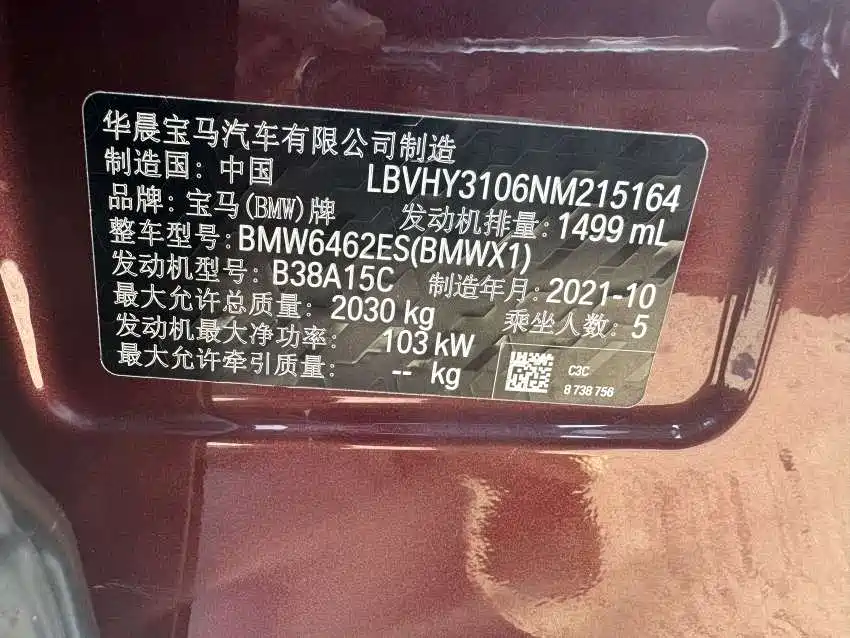 华晨宝马汽车有限公司制造
制造国: 中国 LBVHY3106NM215164
品牌: 宝马(BMW)牌 发动机排量: 1499 mL
整车型号: BMW6462ES(BMWX1)
发动机型号: B38A15C 制造年月: 2021-10
最大允许总质量: 2030 kg 乘坐人数: 5
发动机最大净功率: 103 kW
最大允许牵引质量: -- kg
C3C
8 738 756